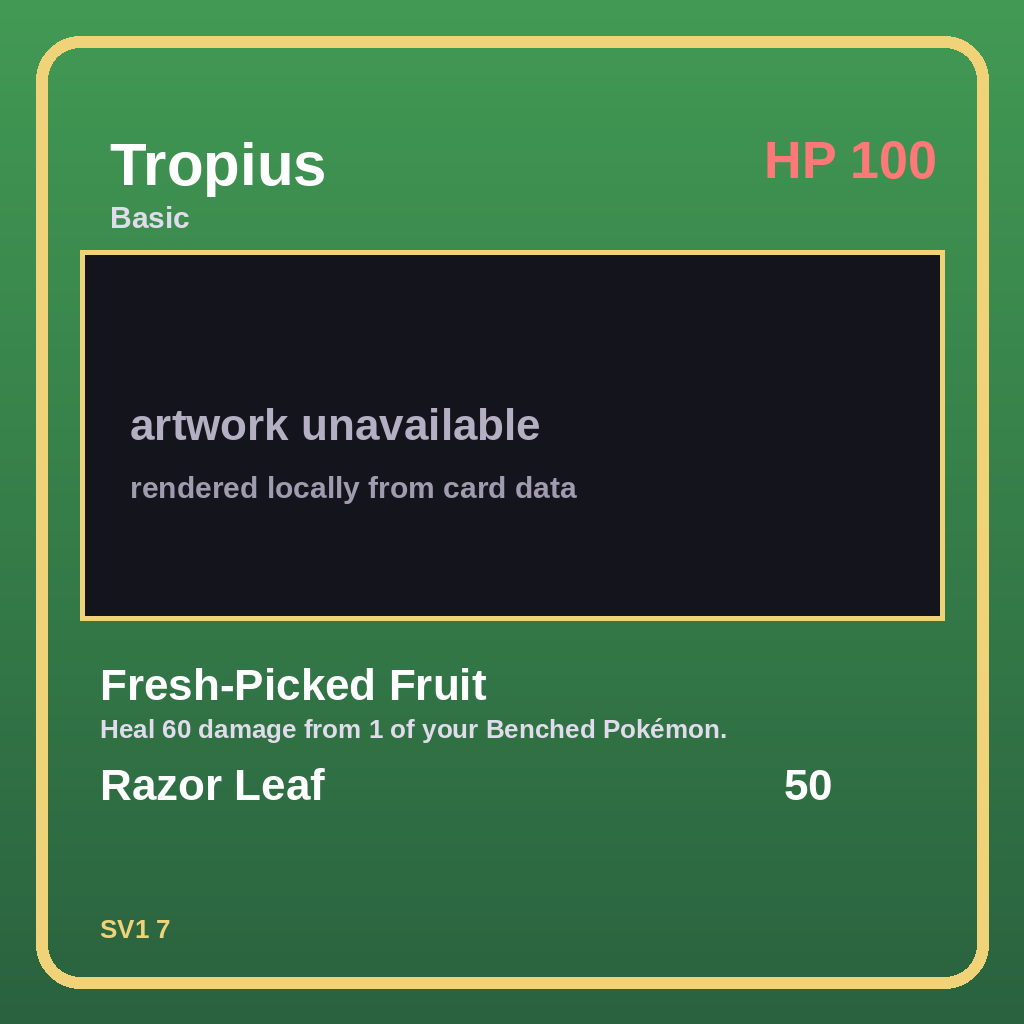 Tropius
HP 100
Basic
artwork unavailable
rendered locally from card data
Fresh-Picked Fruit
Heal 60 damage from 1 of your Benched Pokémon.
Razor Leaf 50
SV1 7